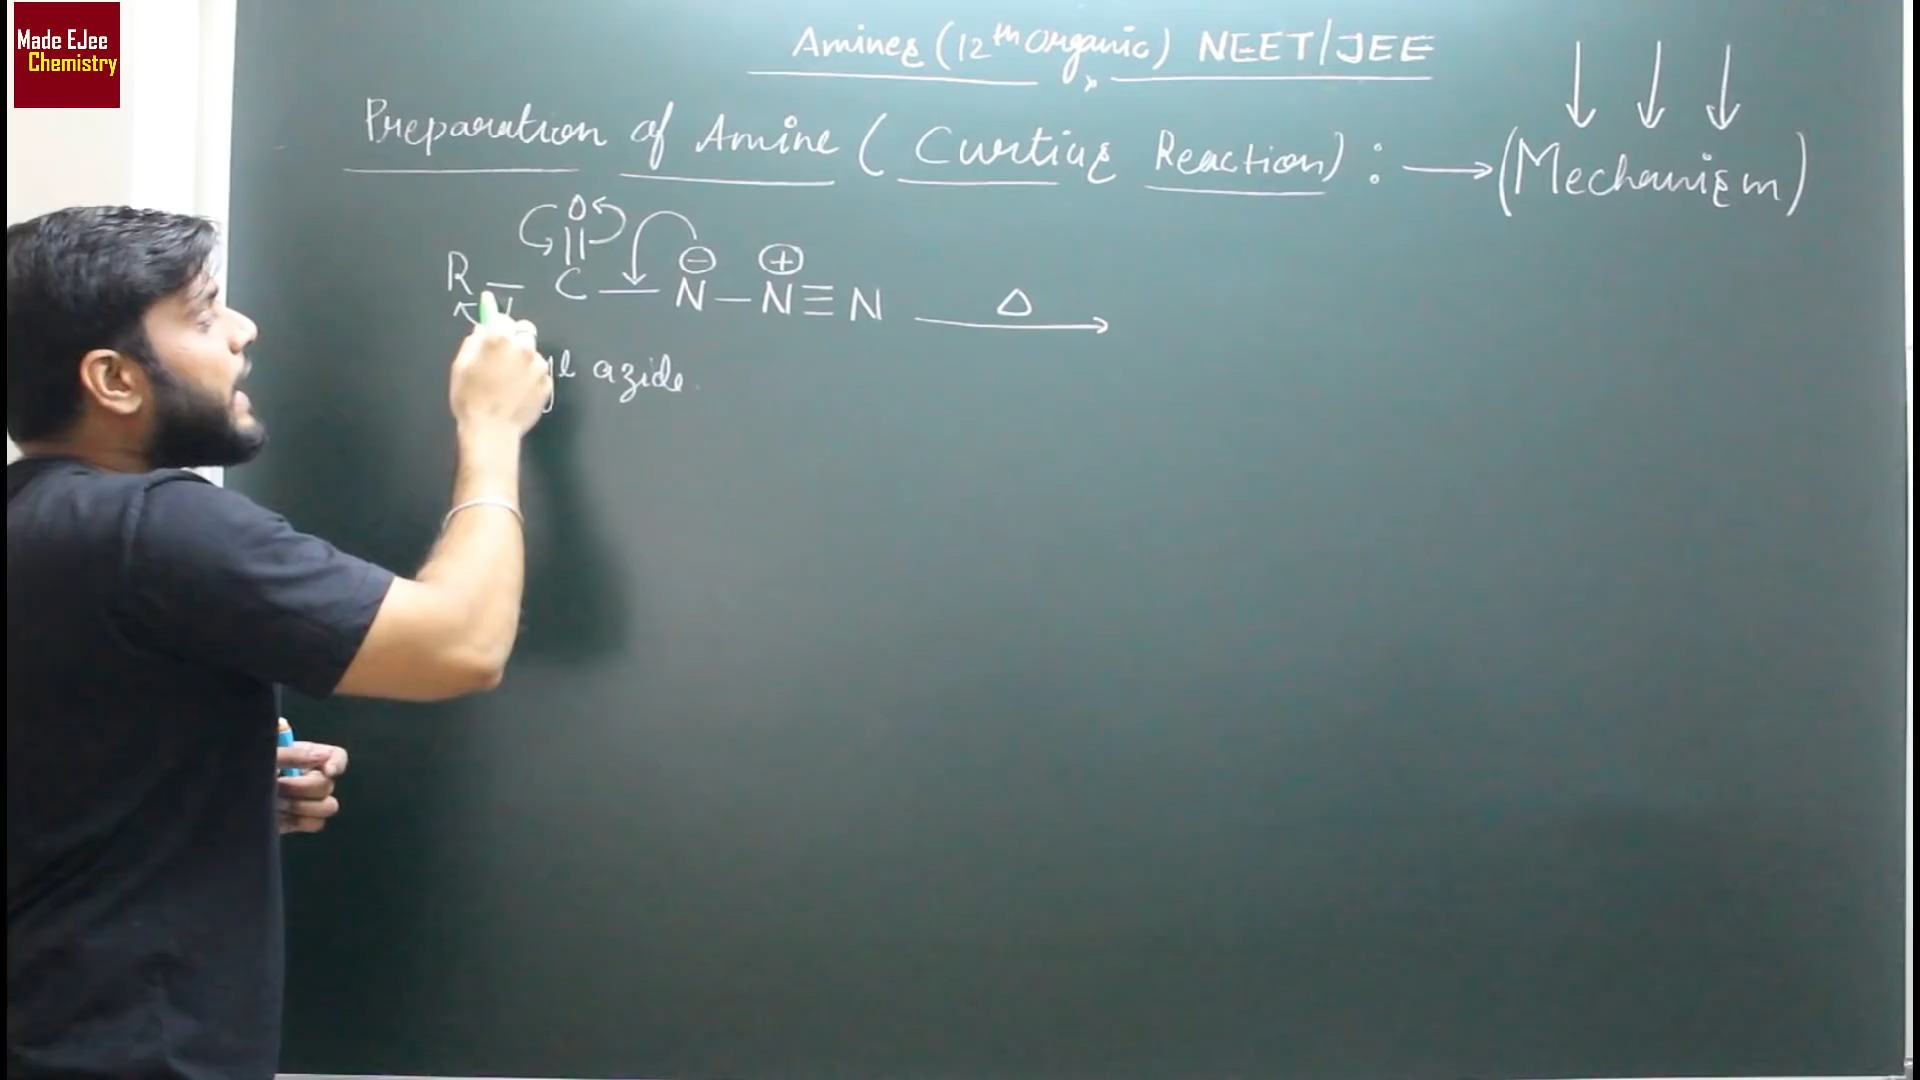 Made EJee
Chemistry
Amines (12th Organic) NEET/JEE
Preparation of Amine (Curtius Reaction) : → (Mechanism)
O
||
R – C — N⊖ – N⊕ ≡ N —Δ→
azide